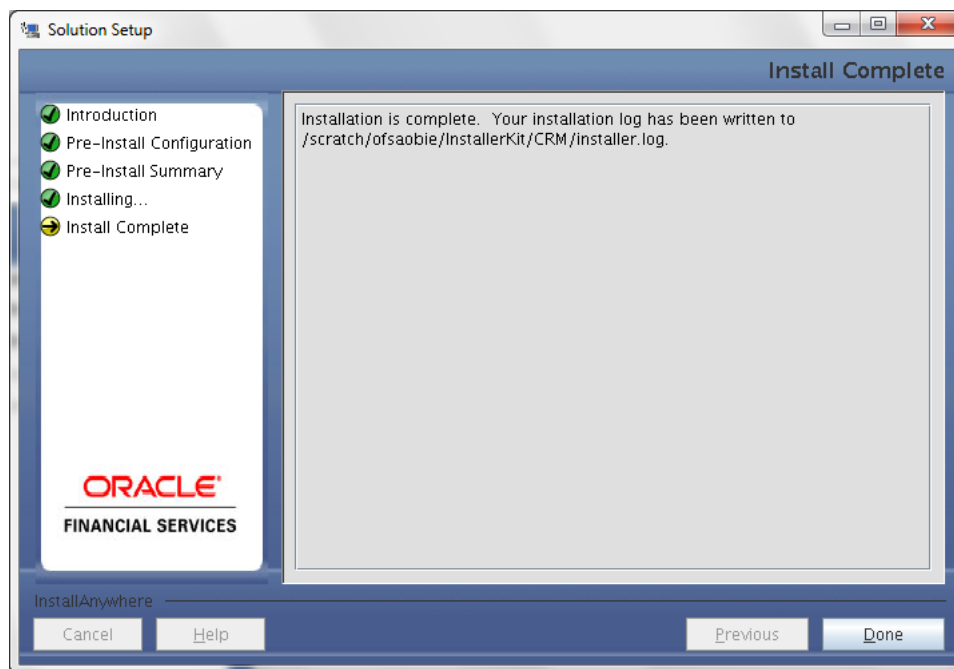 Solution Setup
Install Complete
Introduction
Pre-Install Configuration
Pre-Install Summary
Installing...
Install Complete
Installation is complete.  Your installation log has been written to
/scratch/ofsaobie/InstallerKit/CRM/installer.log.
ORACLE'
FINANCIAL SERVICES
InstallAnywhere
Cancel
Help
Previous
Done